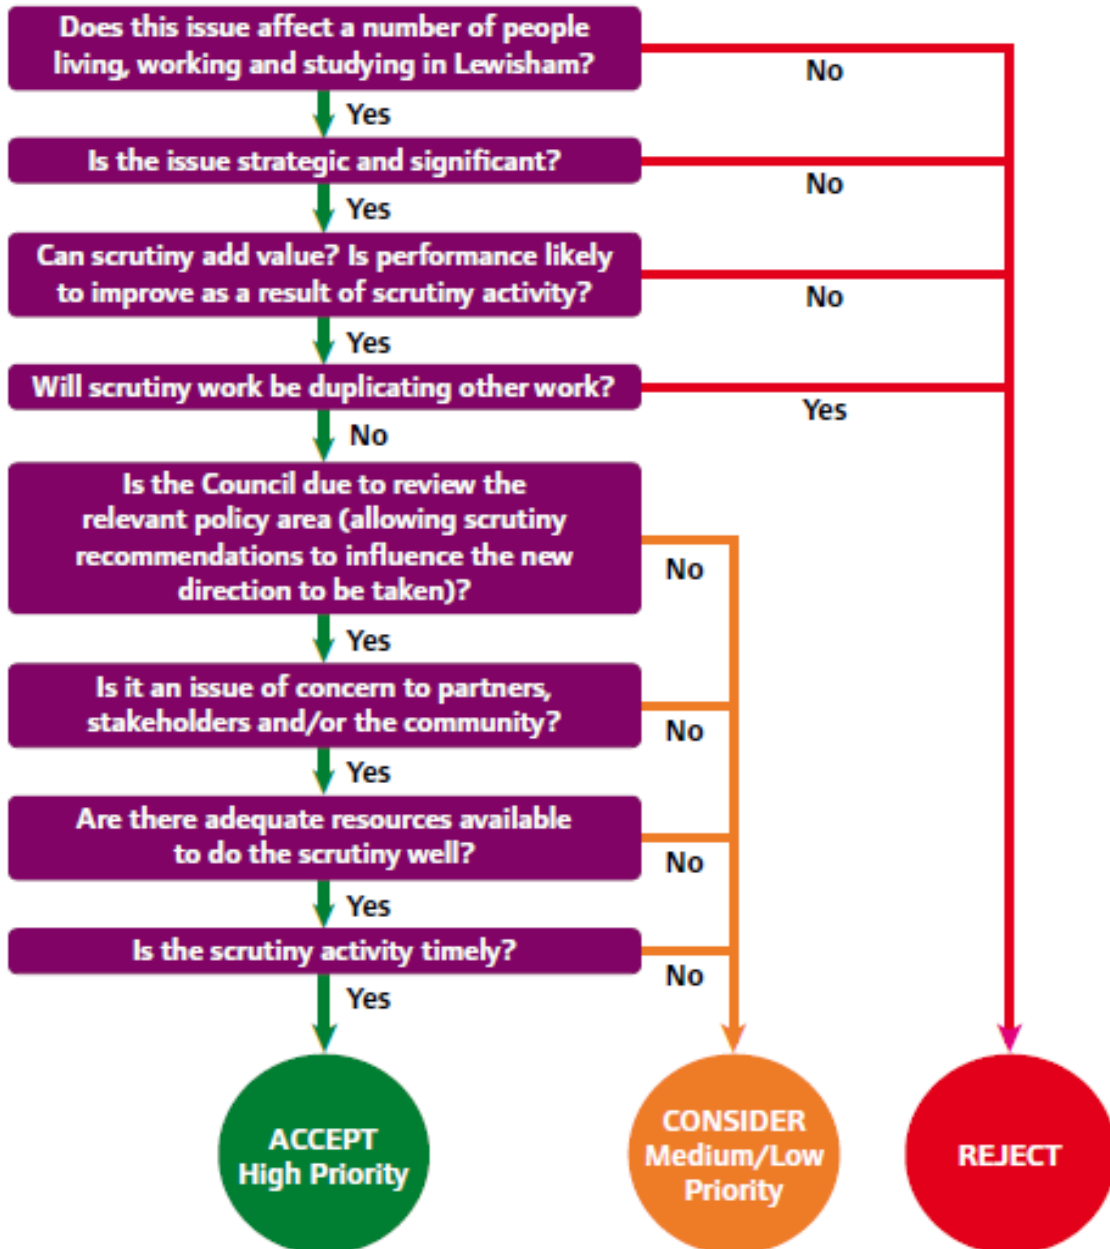 Does this issue affect a number of people
living, working and studying in Lewisham?
No
Yes
Is the issue strategic and significant?
No
Yes
Can scrutiny add value? Is performance likely
to improve as a result of scrutiny activity?
No
Yes
Will scrutiny work be duplicating other work?
Yes
No
Is the Council due to review the
relevant policy area (allowing scrutiny
recommendations to influence the new
direction to be taken)?
No
Yes
Is it an issue of concern to partners,
stakeholders and/or the community?
No
Yes
Are there adequate resources available
to do the scrutiny well?
No
Yes
Is the scrutiny activity timely?
No
Yes
ACCEPT
High Priority
CONSIDER
Medium/Low
Priority
REJECT